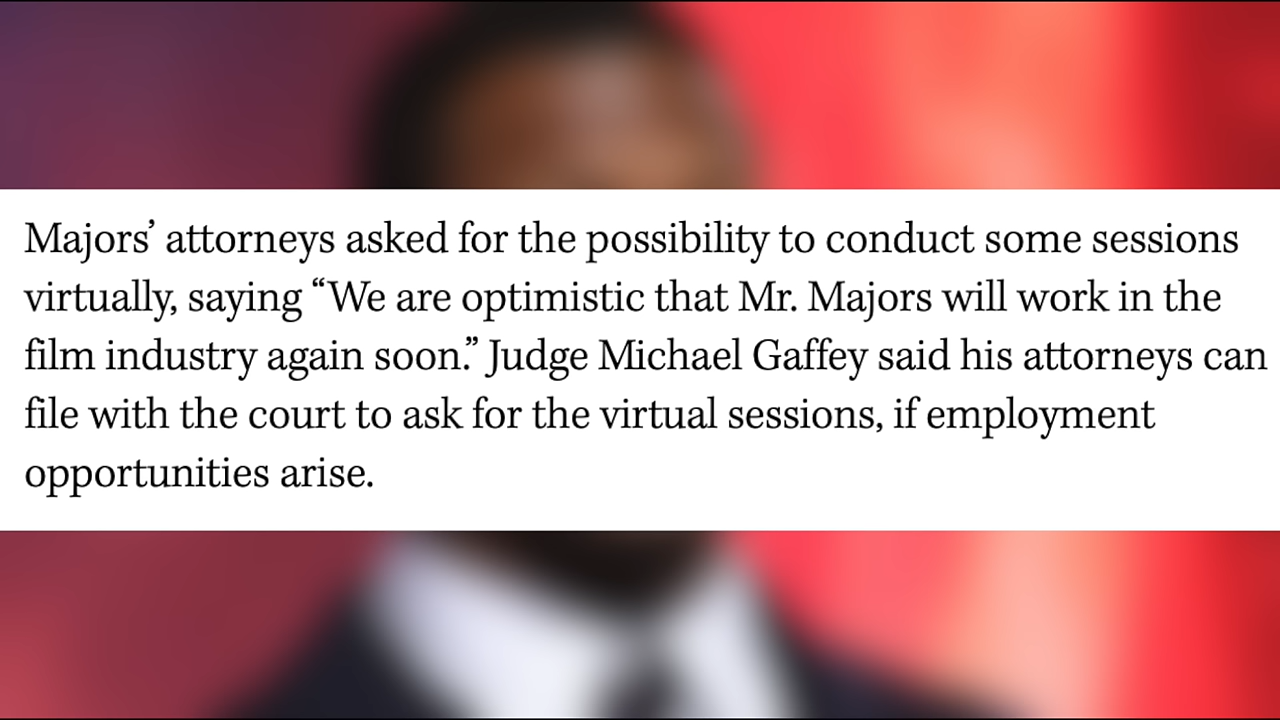 Majors’ attorneys asked for the possibility to conduct some sessions
virtually, saying “We are optimistic that Mr. Majors will work in the
film industry again soon.” Judge Michael Gaffey said his attorneys can
file with the court to ask for the virtual sessions, if employment
opportunities arise.